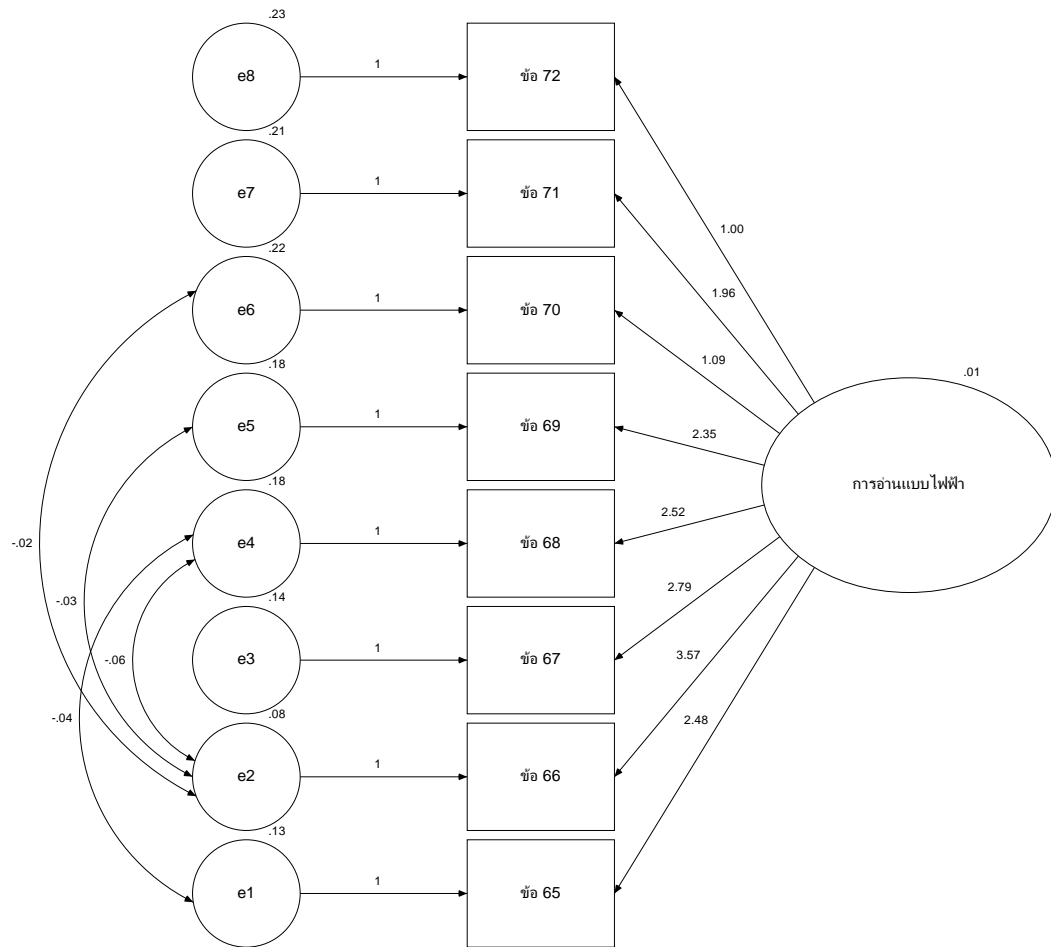 .23
e8
1
ข้อ 72
.21
e7
1
ข้อ 71
1.00
.22
e6
1
ข้อ 70
1.96
1.09
.18
e5
1
ข้อ 69
2.35
.01
การอ่านแบบไฟฟ้า
.18
e4
1
ข้อ 68
2.52
-.02
-.03
.14
e3
1
ข้อ 67
2.79
-.06
3.57
-.04
.08
e2
1
ข้อ 66
2.48
.13
e1
1
ข้อ 65